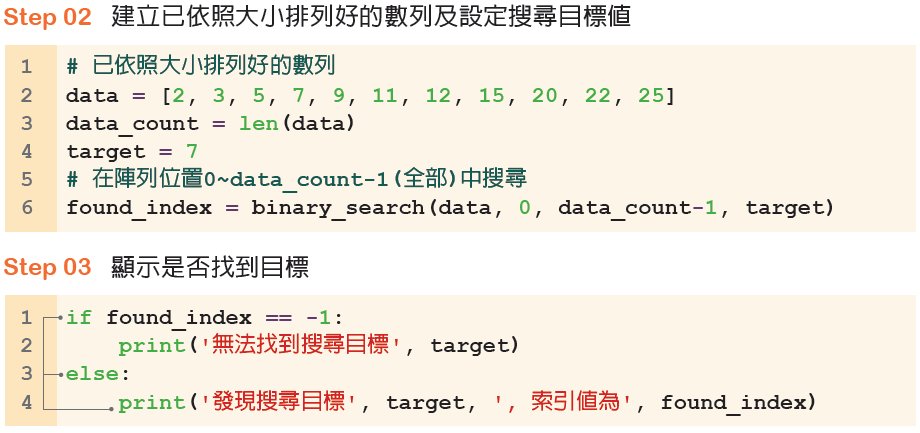 Step 02 建立已依照大小排列好的數列及設定搜尋目標值
1 # 已依照大小排列好的數列
2 data = [2, 3, 5, 7, 9, 11, 12, 15, 20, 22, 25]
3 data_count = len(data)
4 target = 7
5 # 在陣列位置0~data_count-1(全部)中搜尋
6 found_index = binary_search(data, 0, data_count-1, target)
Step 03 顯示是否找到目標
1 if found_index == -1:
2 print('無法找到搜尋目標', target)
3 else:
4 print('發現搜尋目標', target, ', 索引值為', found_index)